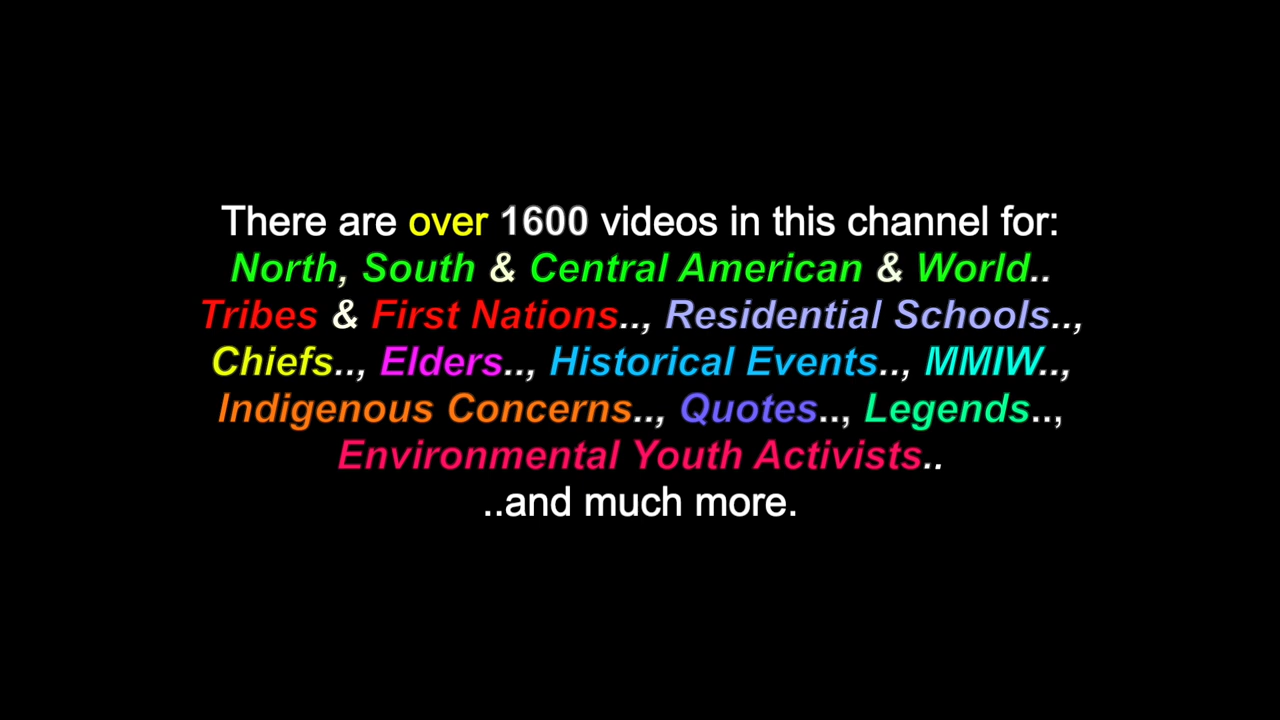 There are over 1600 videos in this channel for:
North, South & Central American & World..
Tribes & First Nations.., Residential Schools..,
Chiefs.., Elders.., Historical Events.., MMIW..,
Indigenous Concerns.., Quotes.., Legends..,
Environmental Youth Activists..
..and much more.